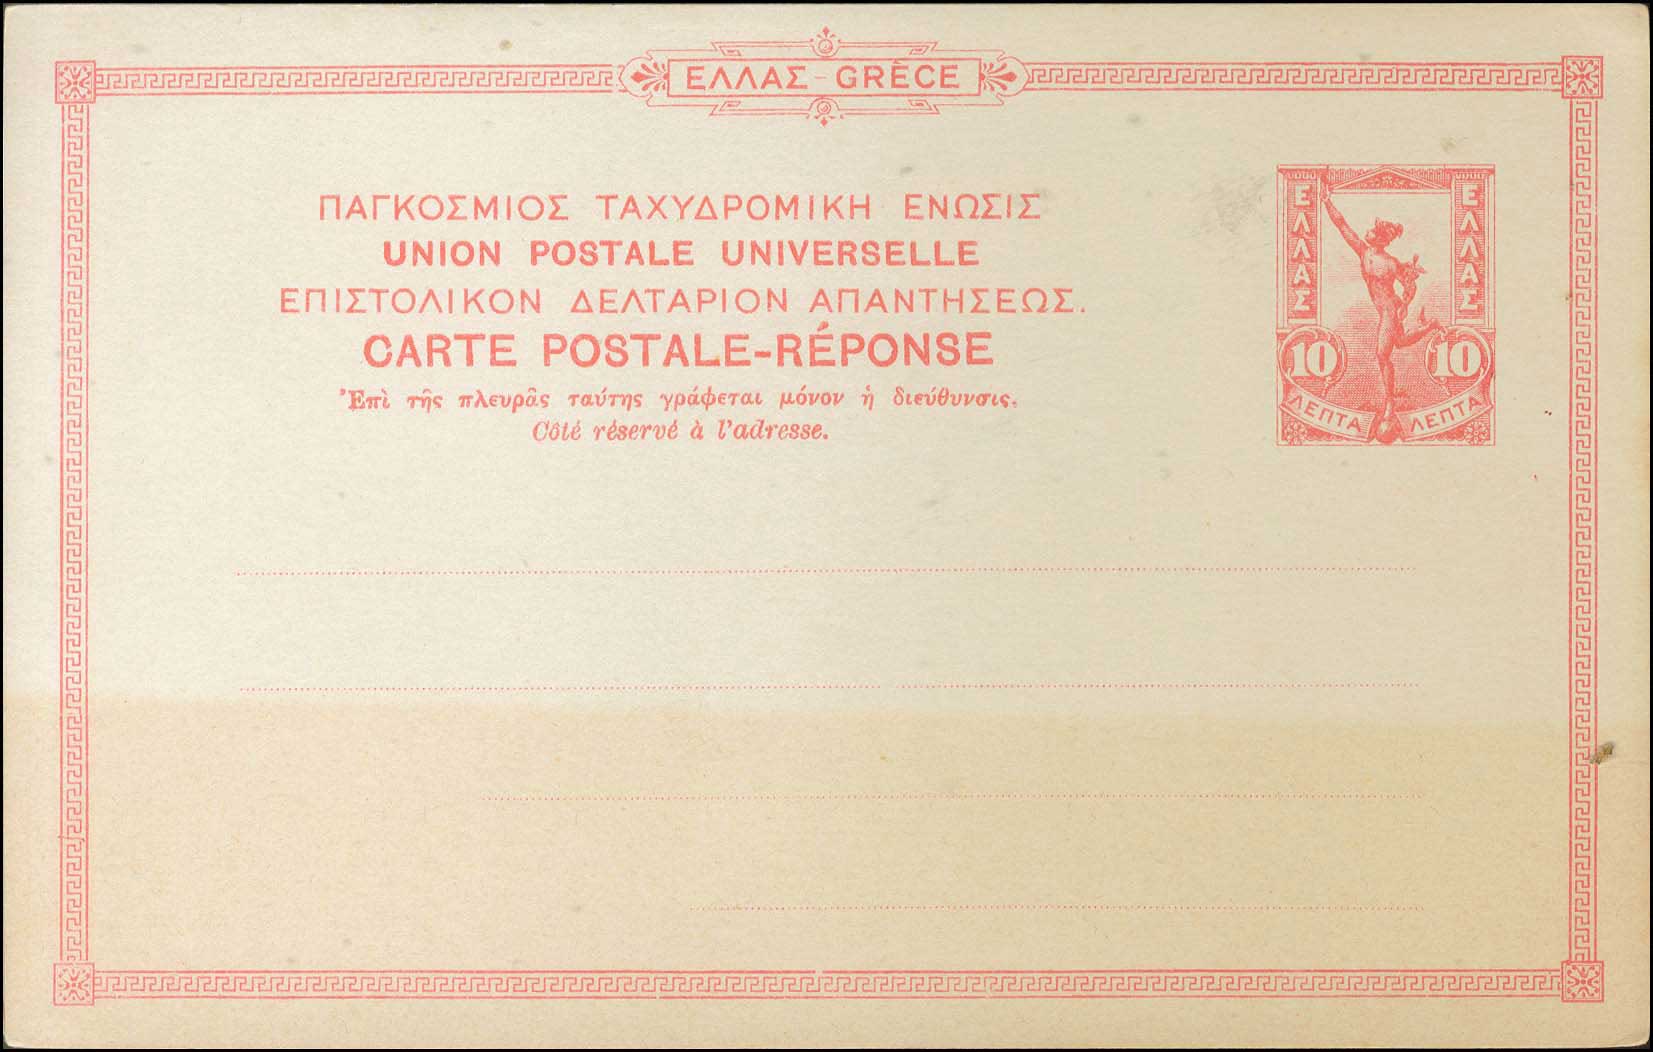 ΕΛΛΑΣ - GRÈCE
ΠΑΓΚΟΣΜΙΟΣ ΤΑΧΥΔΡΟΜΙΚΗ ΕΝΩΣΙΣ
UNION POSTALE UNIVERSELLE
ΕΠΙΣΤΟΛΙΚΟΝ ΔΕΛΤΑΡΙΟΝ ΑΠΑΝΤΗΣΕΩΣ.
CARTE POSTALE-RÉPONSE
Ἐπὶ τῆς πλευρᾶς ταύτης γράφεται μόνον ἡ διεύθυνσις.
Côté réservé à l'adresse.
ΕΛΛΑΣ
ΕΛΛΑΣ
10
10
ΛΕΠΤΑ
ΛΕΠΤΑ